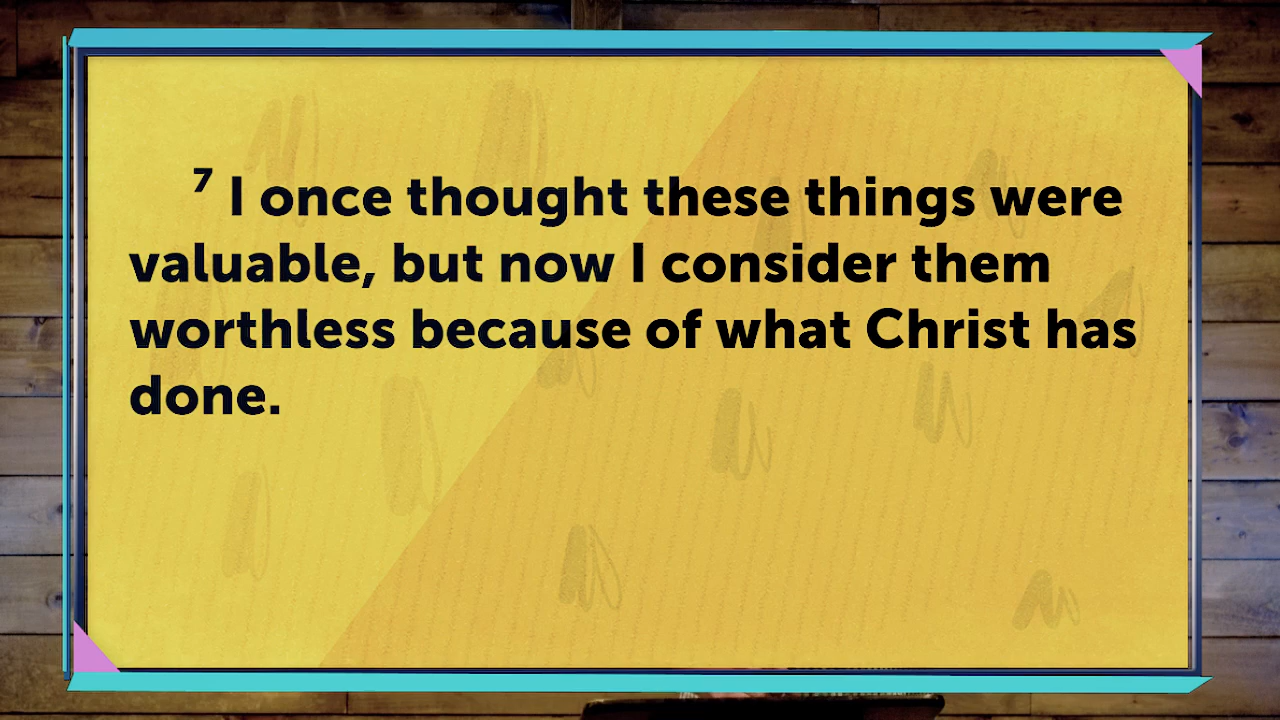 7 I once thought these things were
valuable, but now I consider them
worthless because of what Christ has
done.